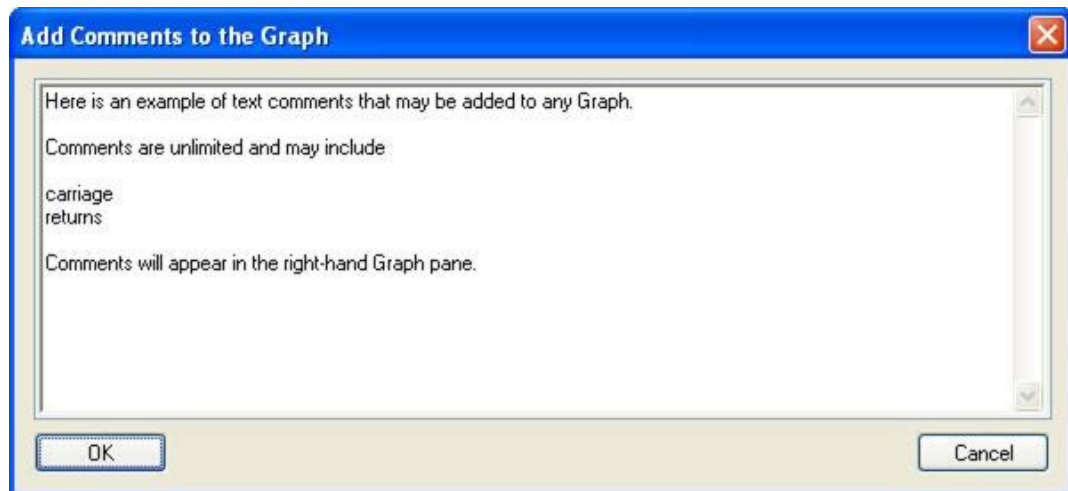 Add Comments to the Graph
Here is an example of text comments that may be added to any Graph.
Comments are unlimited and may include
carriage
returns
Comments will appear in the right-hand Graph pane.
OK
Cancel